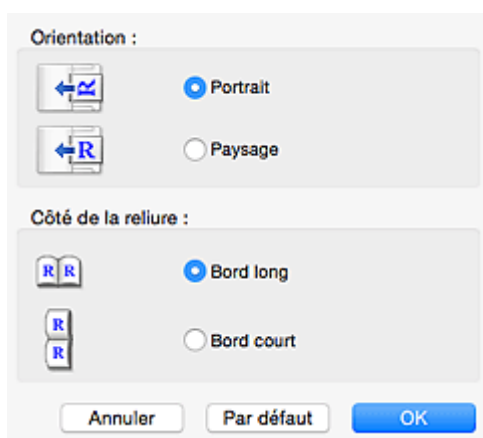 Orientation :
R
Portrait
R
Paysage
Côté de la reliure :
R R
Bord long
R
R
Bord court
Annuler Par défaut OK